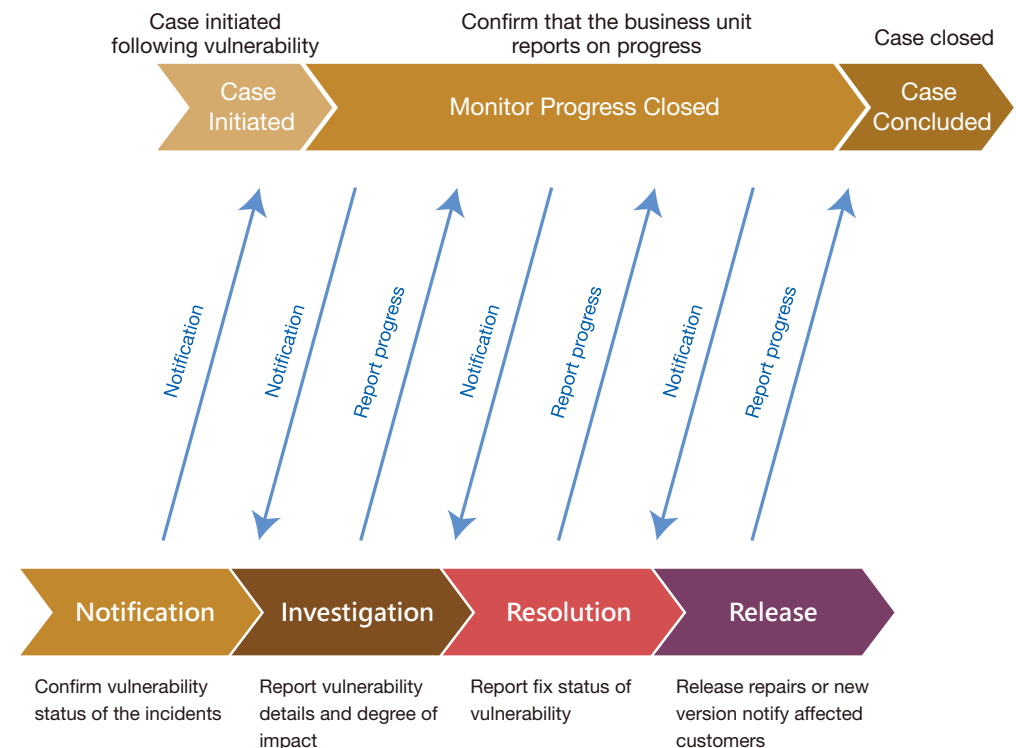 Case initiated
following vulnerability
Confirm that the business unit
reports on progress
Case closed
Case
Initiated
Monitor Progress Closed
Case
Concluded
Notification
Notification
Report progress
Notification
Report progress
Notification
Report progress
Notification
Investigation
Resolution
Release
Confirm vulnerability
status of the incidents
Report vulnerability
details and degree of
impact
Report fix status of
vulnerability
Release repairs or new
version notify affected
customers